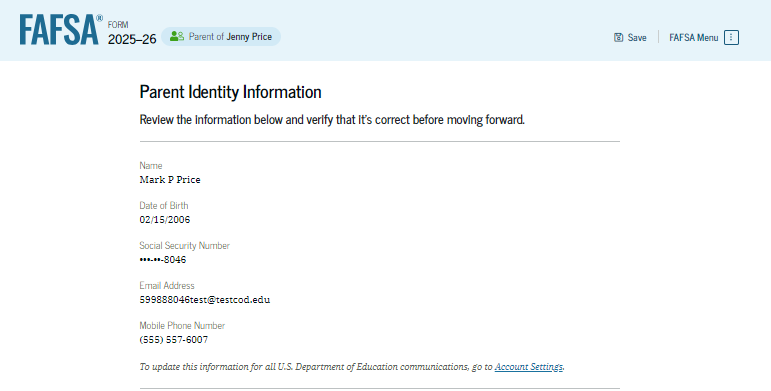 FAFSA® FORM
2025–26
Parent of Jenny Price
Save
FAFSA Menu
Parent Identity Information
Review the information below and verify that it's correct before moving forward.
Name
Mark P Price
Date of Birth
02/15/2006
Social Security Number
•••-••-8046
Email Address
599888046test@testcod.edu
Mobile Phone Number
(555) 557-6007
To update this information for all U.S. Department of Education communications, go to Account Settings.